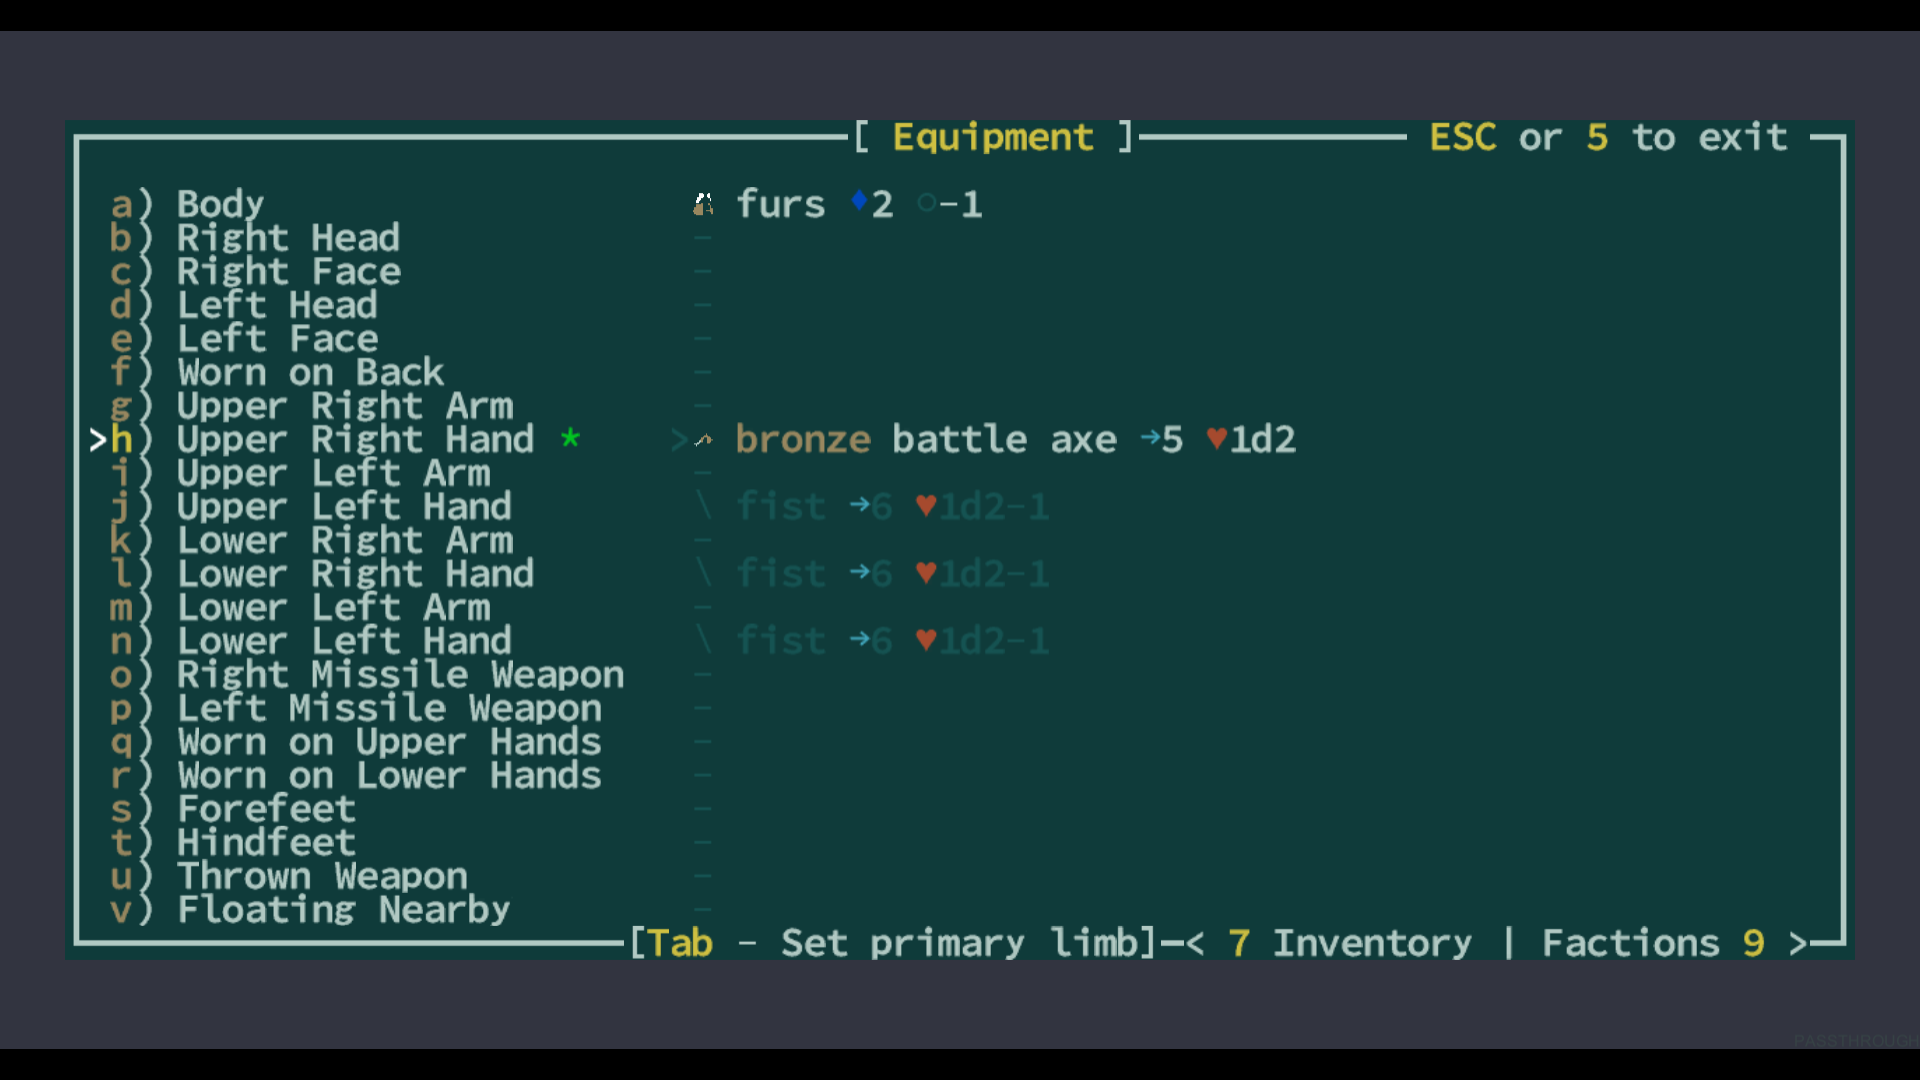 [ Equipment ] ESC or 5 to exit
a) Body furs ♦2 ○-1
b) Right Head -
c) Right Face -
d) Left Head -
e) Left Face -
f) Worn on Back -
g) Upper Right Arm -
>h) Upper Right Hand * > bronze battle axe →5 ♥1d2
i) Upper Left Arm -
j) Upper Left Hand \ fist →6 ♥1d2-1
k) Lower Right Arm -
l) Lower Right Hand \ fist →6 ♥1d2-1
m) Lower Left Arm -
n) Lower Left Hand \ fist →6 ♥1d2-1
o) Right Missile Weapon -
p) Left Missile Weapon -
q) Worn on Upper Hands -
r) Worn on Lower Hands -
s) Forefeet -
t) Hindfeet -
u) Thrown Weapon -
v) Floating Nearby -
[Tab - Set primary limb]-< 7 Inventory | Factions 9 >
PASSTHROUGH